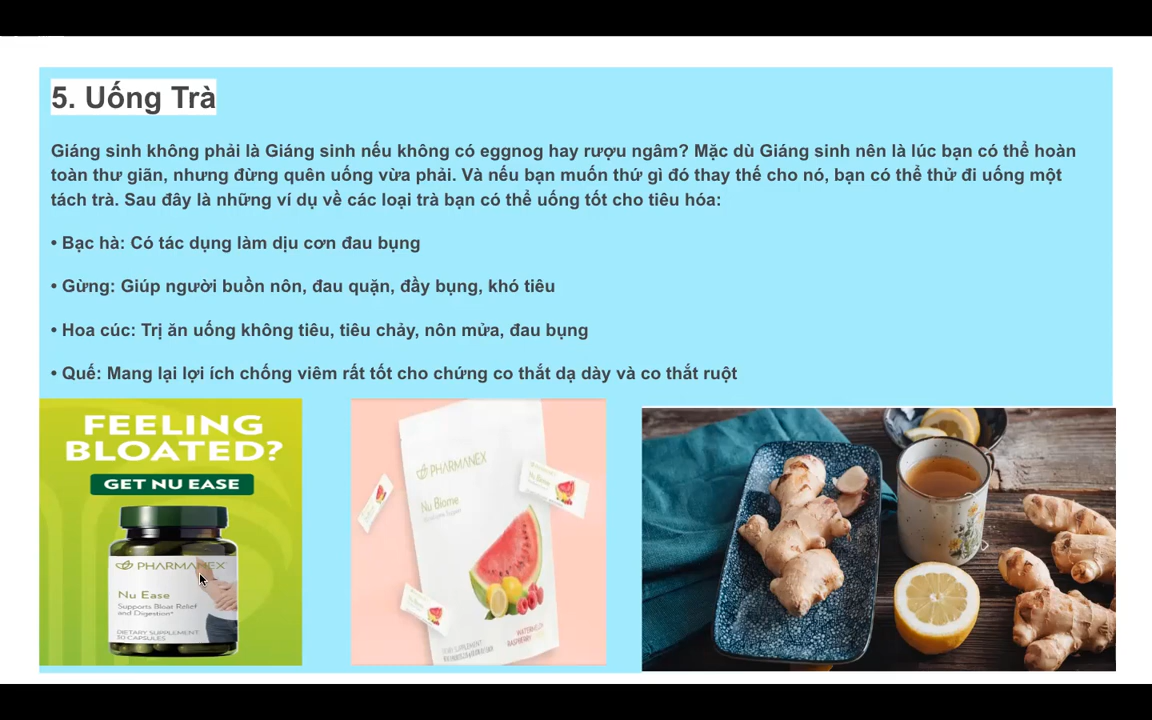 5. Uống Trà
Giáng sinh không phải là Giáng sinh nếu không có eggnog hay rượu ngâm? Mặc dù Giáng sinh nên là lúc bạn có thể hoàn
toàn thư giãn, nhưng đừng quên uống vừa phải. Và nếu bạn muốn thứ gì đó thay thế cho nó, bạn có thể thử đi uống một
tách trà. Sau đây là những ví dụ về các loại trà bạn có thể uống tốt cho tiêu hóa:
• Bạc hà: Có tác dụng làm dịu cơn đau bụng
• Gừng: Giúp người buồn nôn, đau quặn, đầy bụng, khó tiêu
• Hoa cúc: Trị ăn uống không tiêu, tiêu chảy, nôn mửa, đau bụng
• Quế: Mang lại lợi ích chống viêm rất tốt cho chứng co thắt dạ dày và co thắt ruột
FEELING
BLOATED?
GET NU EASE
PHARMANEX
Nu Ease
Supports Bloat Relief
and Digestion*
DIETARY SUPPLEMENT
PHARMANEX
Nu Biome
WATERMELON
RASPBERRY
Nu Biome